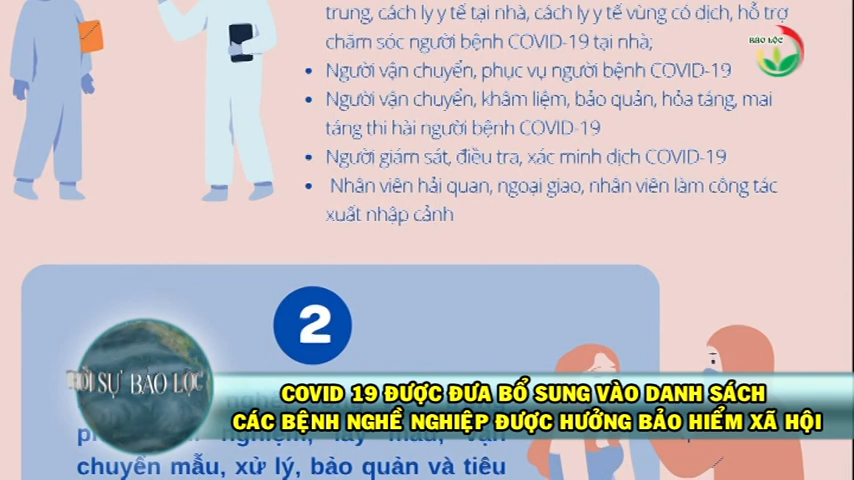 trung, cách ly y tế tại nhà, cách ly y tế vùng có dịch, hỗ trợ
chăm sóc người bệnh COVID-19 tại nhà;
BẢO LỘC
• Người vận chuyển, phục vụ người bệnh COVID-19
• Người vận chuyển, khâm liệm, bảo quản, hỏa táng, mai
táng thi hài người bệnh COVID-19
• Người giám sát, điều tra, xác minh dịch COVID-19
• Nhân viên hải quan, ngoại giao, nhân viên làm công tác
xuất nhập cảnh
2
THỜI SỰ BẢO LỘC
COVID 19 ĐƯỢC ĐƯA BỔ SUNG VÀO DANH SÁCH
CÁC BỆNH NGHỀ NGHIỆP ĐƯỢC HƯỞNG BẢO HIỂM XÃ HỘI
chuyển mẫu, xử lý, bảo quản và tiêu